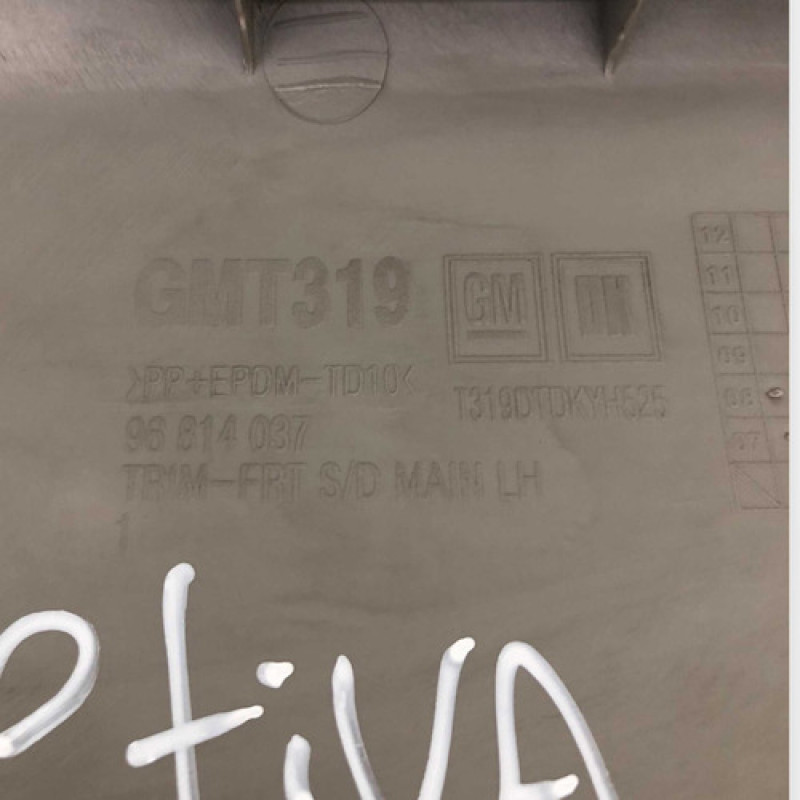 GMT319
GM
>PP+EPDM-TD10<
T319DTDKYH525
96 814 037
TRIM-FRT S/D MAIN LH
1
12
11
10
09
08
07
PtiVA